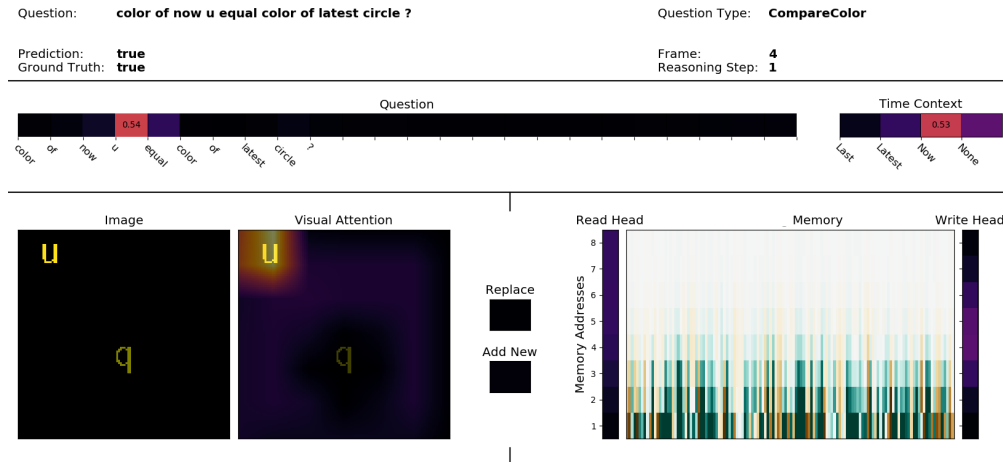 Question: color of now u equal color of latest circle ? Question Type: CompareColor
Prediction: true Frame: 4
Ground Truth: true Reasoning Step: 1
Question Time Context
0.54 0.53
color of now u equal color of latest circle ? Last Latest Now None
Image Visual Attention Read Head Memory Write Head
u u
q q
Replace
Add New
Memory Addresses
8
7
6
5
4
3
2
1